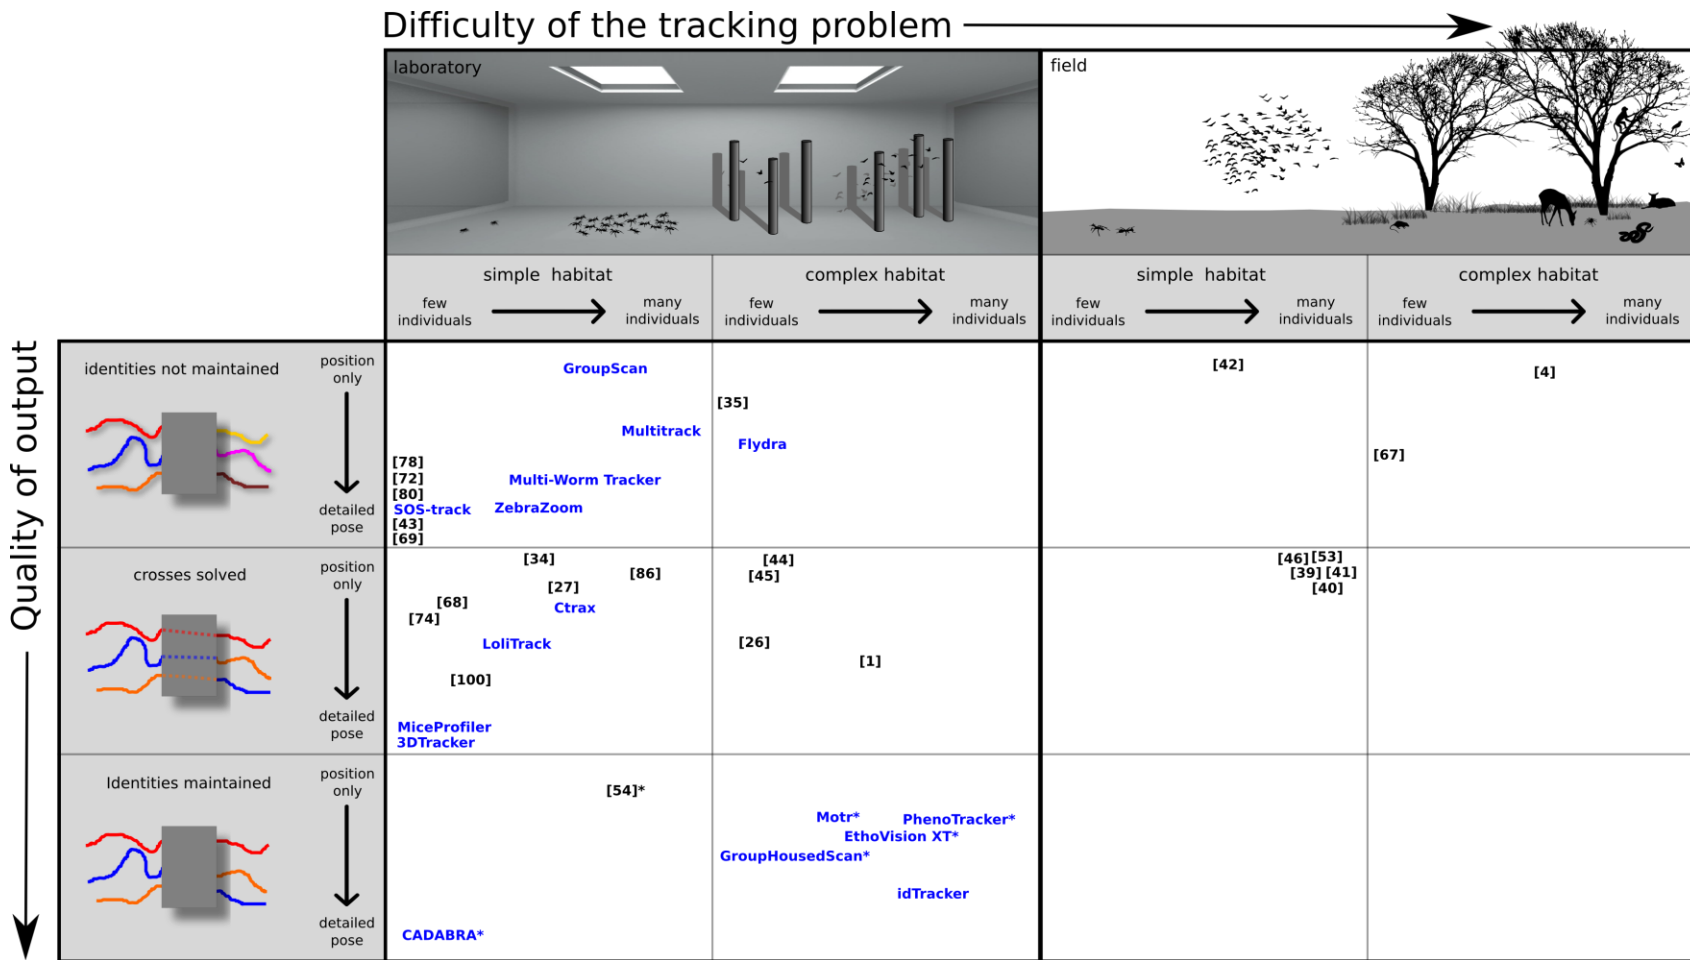 Difficulty of the tracking problem
laboratory
field
simple habitat
complex habitat
simple habitat
complex habitat
few individuals
many individuals
few individuals
many individuals
few individuals
many individuals
few individuals
many individuals
Quality of output
identities not maintained
position only
detailed pose
GroupScan
[35]
Multitrack
Flydra
[78]
[72]
Multi-Worm Tracker
[80]
SOS-track
ZebraZoom
[43]
[69]
[42]
[4]
[67]
crosses solved
position only
detailed pose
[34]
[86]
[27]
[68]
Ctrax
[74]
LoliTrack
[100]
MiceProfiler
3DTracker
[44]
[45]
[26]
[1]
[46] [53]
[39] [41]
[40]
Identities maintained
position only
detailed pose
[54]*
CADABRA*
Motr*
PhenoTracker*
EthoVision XT*
GroupHousedScan*
idTracker